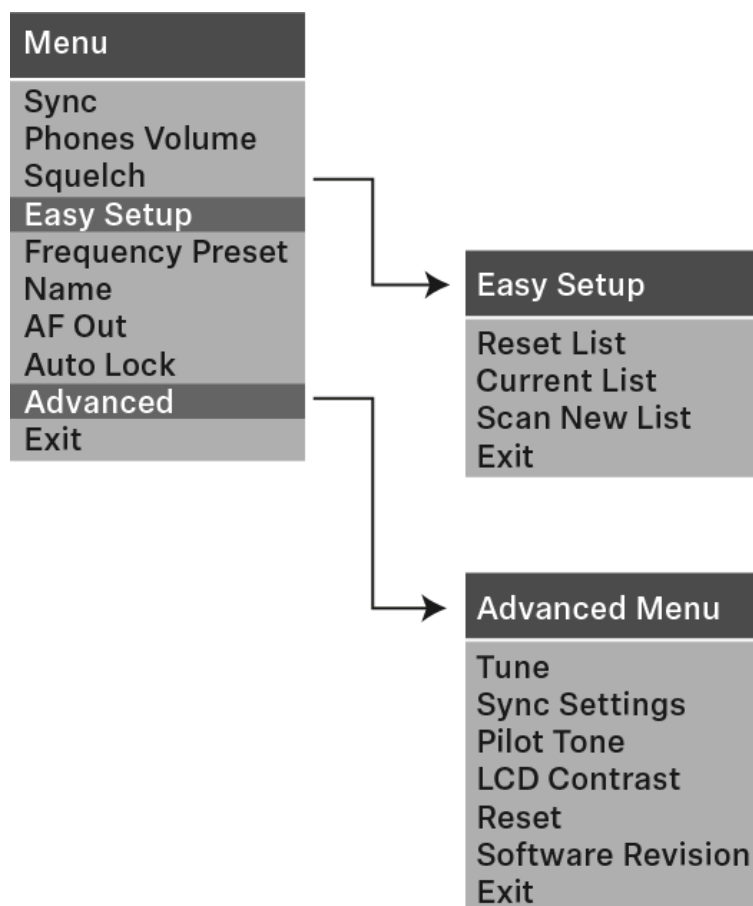 Menu
Sync
Phones Volume
Squelch
Easy Setup
Frequency Preset
Name
AF Out
Auto Lock
Advanced
Exit
Easy Setup
Reset List
Current List
Scan New List
Exit
Advanced Menu
Tune
Sync Settings
Pilot Tone
LCD Contrast
Reset
Software Revision
Exit